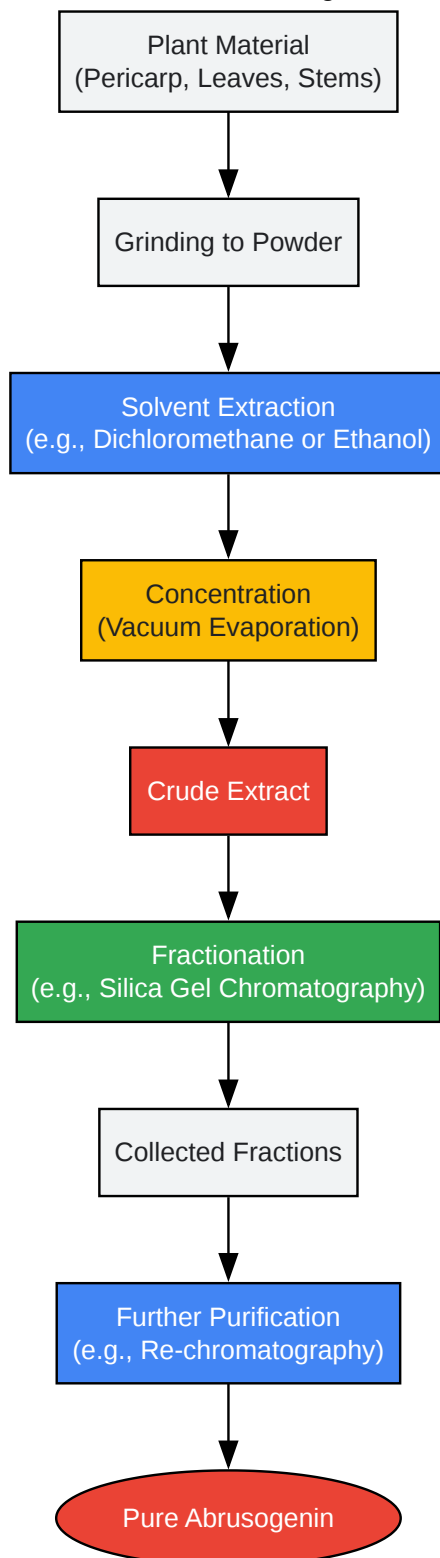 Plant Material
(Pericarp, Leaves, Stems)
Grinding to Powder
Solvent Extraction
(e.g., Dichloromethane or Ethanol)
Concentration
(Vacuum Evaporation)
Crude Extract
Fractionation
(e.g., Silica Gel Chromatography)
Collected Fractions
Further Purification
(e.g., Re-chromatography)
Pure Abrusogenin